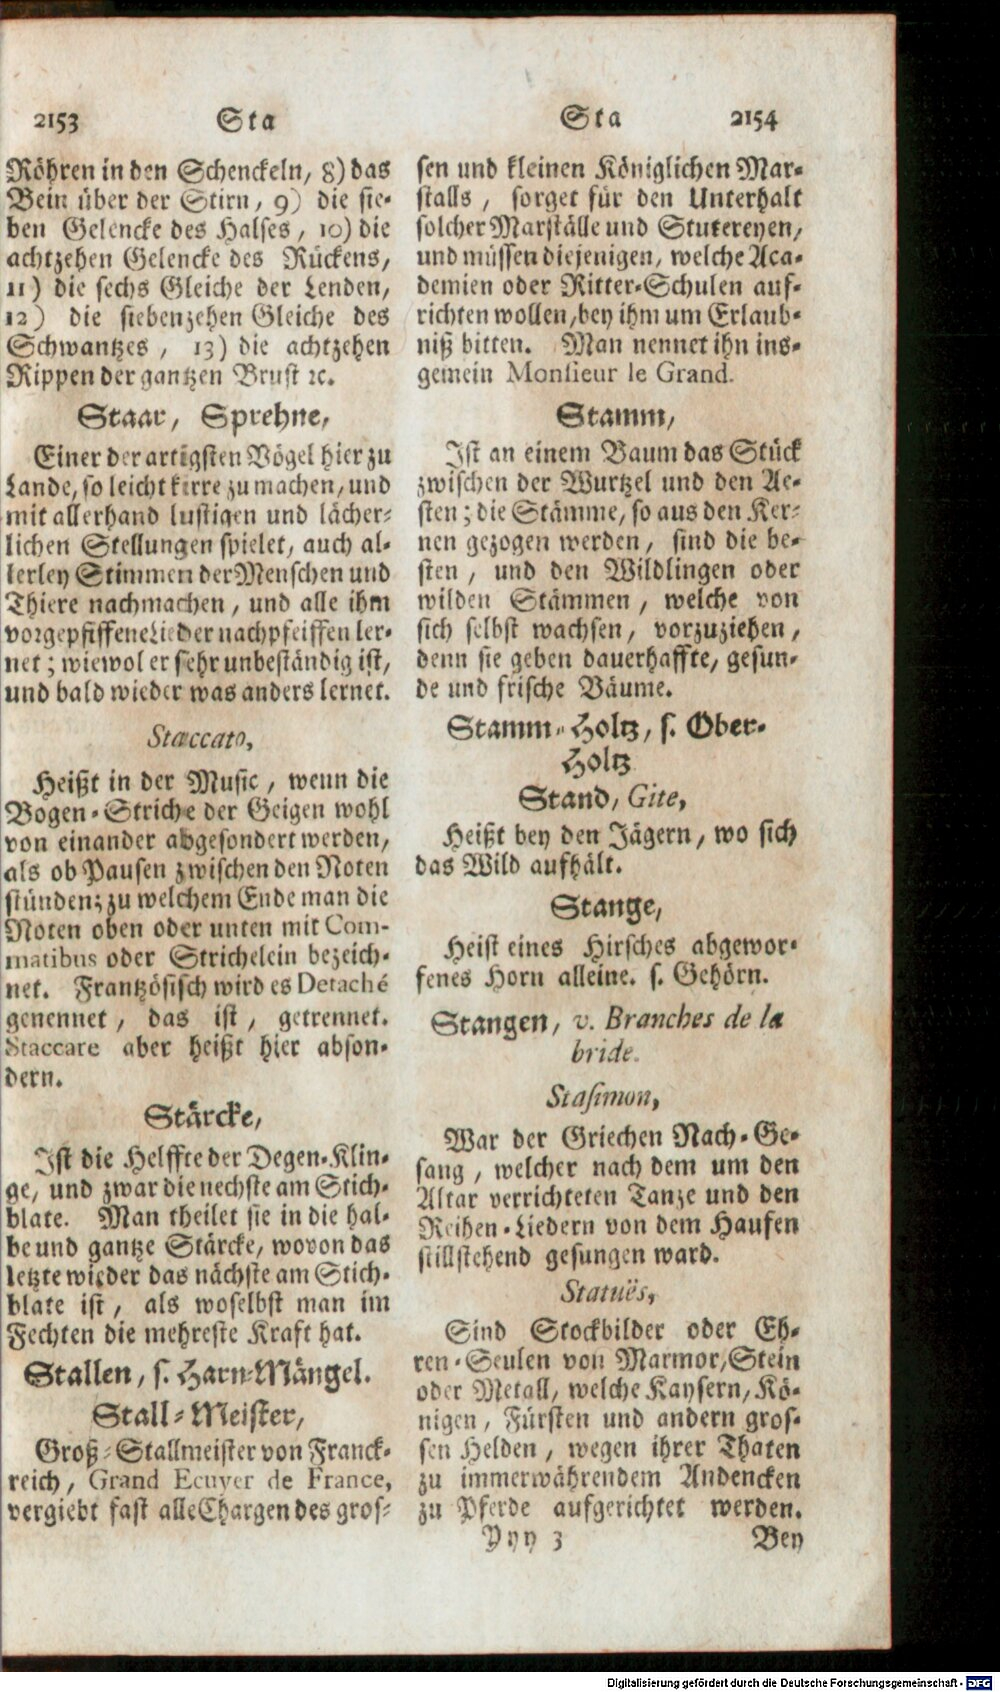 2153 Sta
Röhren in den Schenckeln, 8) das
Bein über der Stirn, 9) die sie-
ben Gelencke des Halses, 10) die
achtzehen Gelencke des Rückens,
11) die sechs Gleiche der Lenden,
12) die siebenzehen Gleiche des
Schwantzes, 13) die achtzehen
Rippen der gantzen Brust ꝛc.
Staar, Sprehne,
Einer der artigsten Vögel hier zu
Lande, so leicht kirre zu machen, und
mit allerhand lustigen und lächer-
lichen Stellungen spielet, auch al-
lerley Stimmen der Menschen und
Thiere nachmachen, und alle ihm
vorgepfiffene Lieder nachpfeiffen ler-
net; wiewol er sehr unbeständig ist,
und bald wieder was anders lernet.
Staccato,
Heißt in der Music, wenn die
Bogen-Striche der Geigen wohl
von einander abgesondert werden,
als ob Pausen zwischen den Noten
stünden; zu welchem Ende man die
Noten oben oder unten mit Com-
matibus oder Strichelein bezeich-
net. Frantzösisch wird es Detaché
genennet, das ist, getrennet.
Staccare aber heißt hier abson-
dern.
Stärcke,
Ist die Helffte der Degen-Klin-
ge, und zwar die nechste am Stich-
blate. Man theilet sie in die hal-
be und gantze Stärcke, wovon das
letzte wieder das nächste am Stich-
blate ist, als woselbst man im
Fechten die mehreste Kraft hat.
Stallen, s. Harn-Mängel.
Stall-Meister,
Groß-Stallmeister von Franck-
reich, Grand Ecuyer de France,
vergiebt fast alle Chargen des gros-
Sta 2154
sen und kleinen Königlichen Mar-
stalls, sorget für den Unterhalt
solcher Marställe und Stutereyen,
und müssen diejenigen, welche Aca-
demien oder Ritter-Schulen auf-
richten wollen, bey ihm um Erlaub-
niß bitten. Man nennet ihn ins-
gemein Monsieur le Grand.
Stamm,
Ist an einem Baum das Stück
zwischen der Wurtzel und den Ae-
sten; die Stämme, so aus den Ker-
nen gezogen werden, sind die be-
sten, und den Wildlingen oder
wilden Stämmen, welche von
sich selbst wachsen, vorzuziehen,
denn sie geben dauerhaffte, gesun-
de und frische Bäume.
Stamm-Holtz, s. Ober-
Holtz
Stand, Gite,
Heißt bey den Jägern, wo sich
das Wild aufhält.
Stange,
Heist eines Hirsches abgewor-
fenes Horn alleine. s. Gehörn.
Stangen, v. Branches de la
bride.
Stasimon,
War der Griechen Nach-Ge-
sang, welcher nach dem um den
Altar verrichteten Tanze und den
Reihen-Liedern von dem Haufen
stillstehend gesungen ward.
Statuës,
Sind Stockbilder oder Eh-
ren-Seulen von Marmor, Stein
oder Metall, welche Kaysern, Kö-
nigen, Fürsten und andern gros-
sen Helden, wegen ihrer Thaten
zu immerwährendem Andencken
zu Pferde aufgerichtet werden.
Yyy 3 Bey
Digitalisierung gefördert durch die Deutsche Forschungsgemeinschaft - DFG